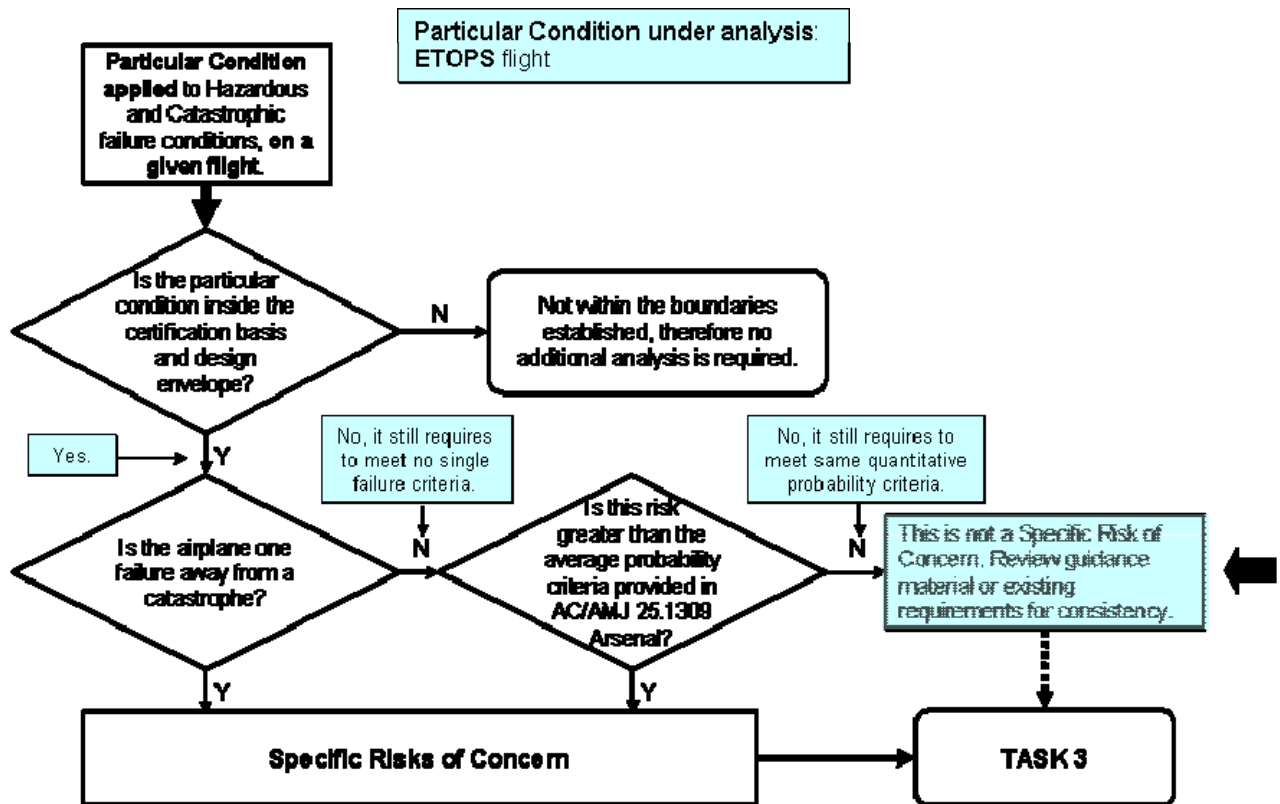 Particular Condition under analysis:
ETOPS flight
Particular Condition
applied to Hazardous
and Catastrophic
failure conditions, on a
given flight.
Is the particular
condition inside the
certification basis
and design
envelope?
N
Not within the boundaries
established, therefore no
additional analysis is required.
Yes.
Y
No, it still requires
to meet no single
failure criteria.
No, it still requires to
meet same quantitative
probability criteria.
Is the airplane one
failure away from a
catastrophe?
N
Is this risk
greater than the
average probability
criteria provided in
AC/AMJ 25.1309
Arsenal?
N
This is not a Specific Risk of
Concern. Review guidance
material or existing
requirements for consistency.
Y
Y
Specific Risks of Concern
TASK 3